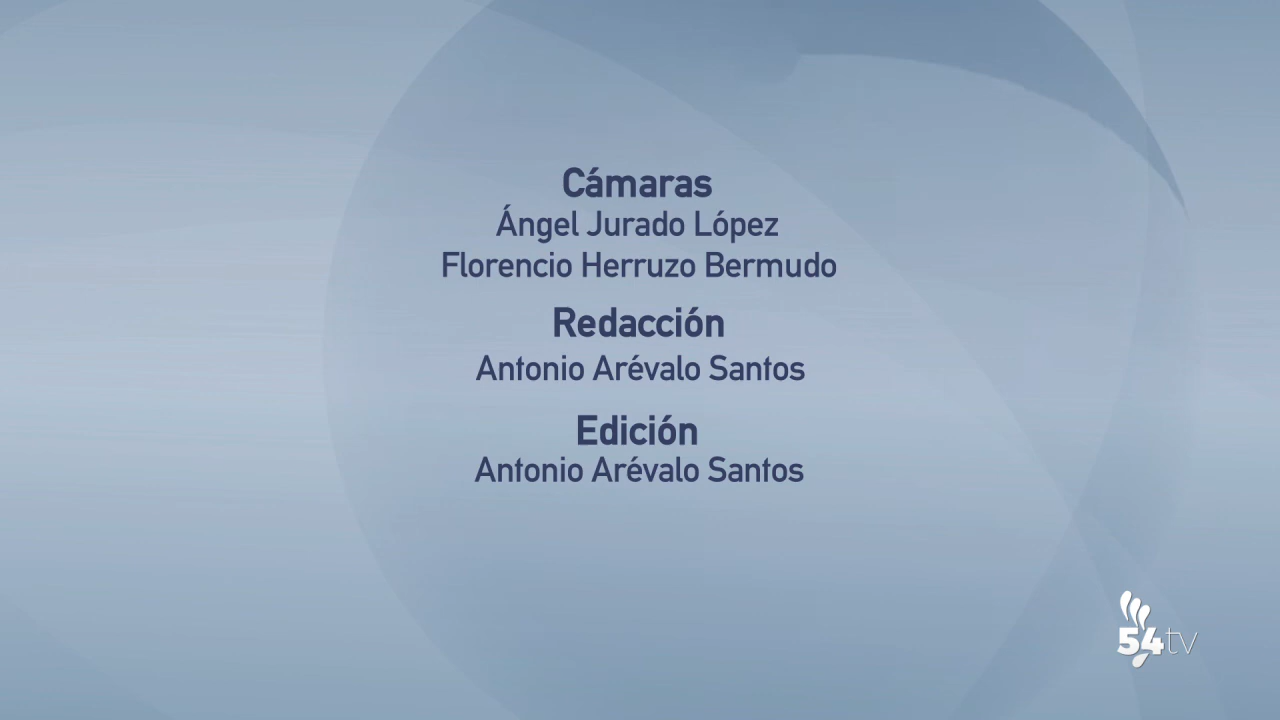 Cámaras
Ángel Jurado López
Florencio Herruzo Bermudo
Redacción
Antonio Arévalo Santos
Edición
Antonio Arévalo Santos
54tv